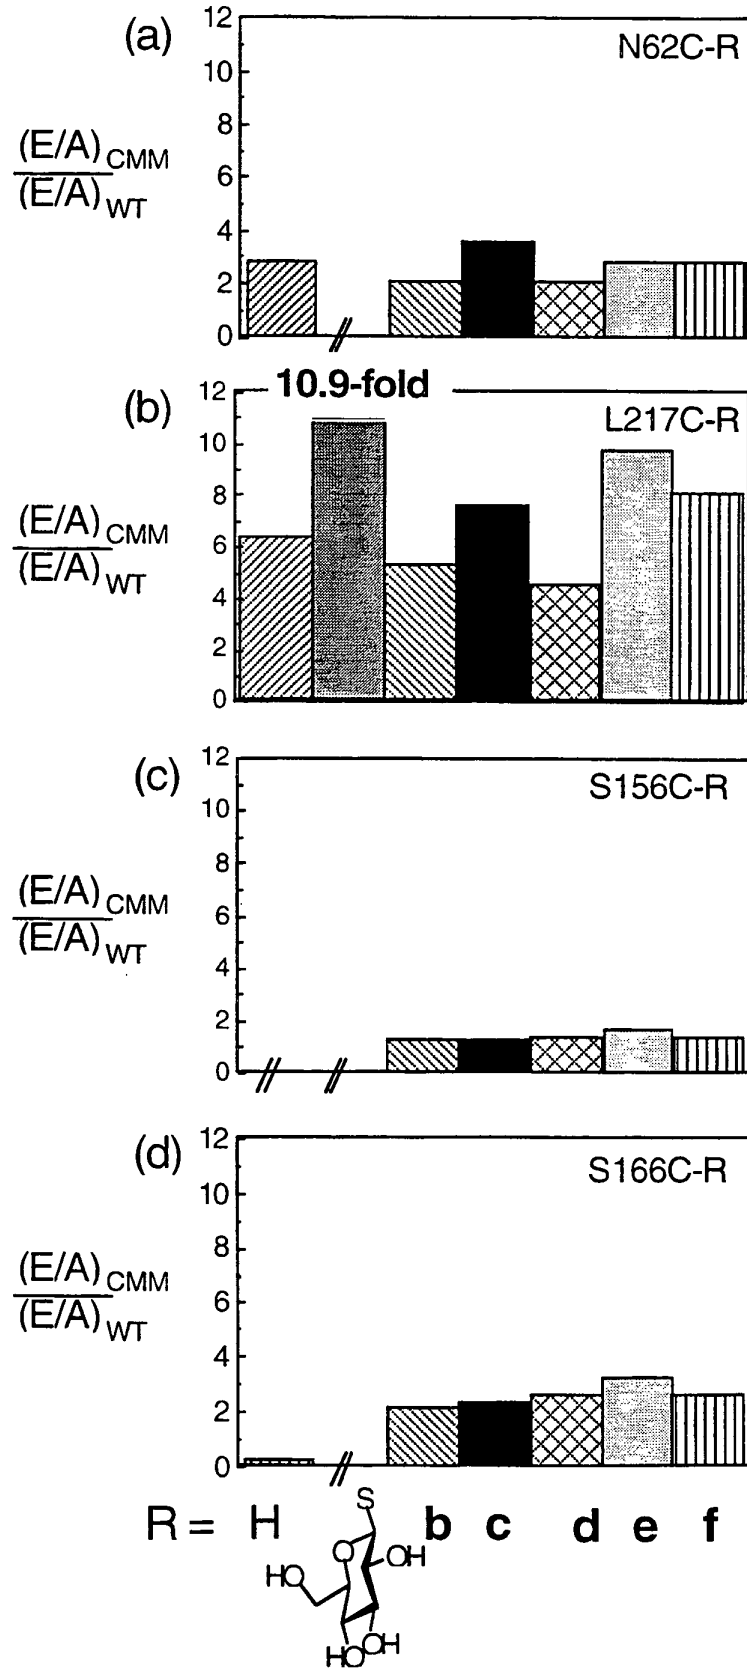 (a)
12
10
8
6
4
2
0
N62C-R
(E/A)CMM
(E/A)WT
(b)
12
10
8
6
4
2
0
10.9-fold
L217C-R
(E/A)CMM
(E/A)WT
(c)
12
10
8
6
4
2
0
S156C-R
(E/A)CMM
(E/A)WT
(d)
12
10
8
6
4
2
0
S166C-R
(E/A)CMM
(E/A)WT
R = H b c d e f
S
O
OH
HO
OH
HO